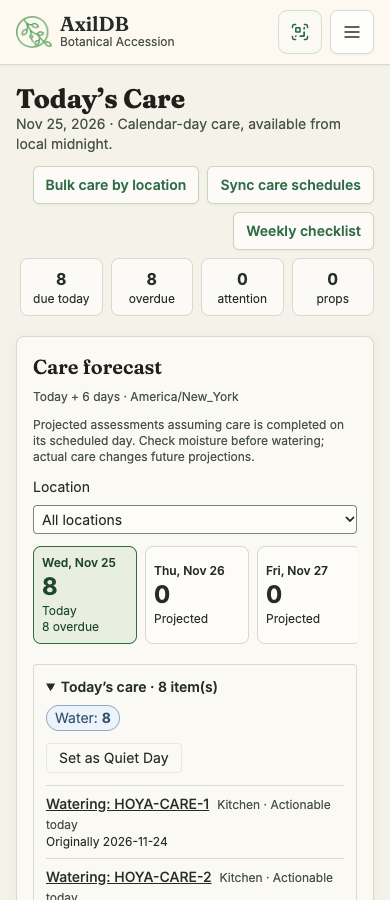 AxilDB
Botanical Accession
Today's Care
Nov 25, 2026 · Calendar-day care, available from
local midnight.
Bulk care by location
Sync care schedules
Weekly checklist
8
due today
8
overdue
0
attention
0
props
Care forecast
Today + 6 days · America/New_York
Projected assessments assuming care is completed on
its scheduled day. Check moisture before watering;
actual care changes future projections.
Location
All locations
Wed, Nov 25
8
Today
8 overdue
Thu, Nov 26
0
Projected
Fri, Nov 27
0
Projected
▼ Today's care · 8 item(s)
Water: 8
Set as Quiet Day
Watering: HOYA-CARE-1 Kitchen · Actionable
today
Originally 2026-11-24
Watering: HOYA-CARE-2 Kitchen · Actionable
today